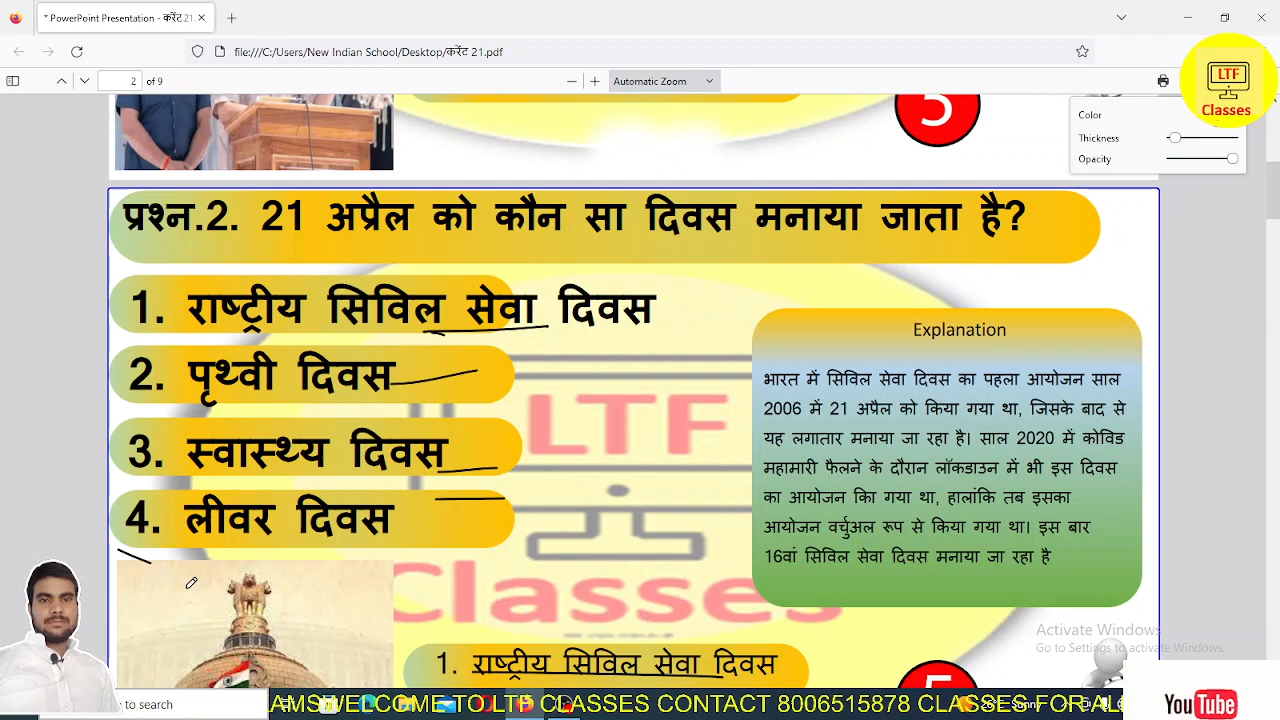 * PowerPoint Presentation - करेंट 21.
file:///C:/Users/New Indian School/Desktop/करेंट 21.pdf
2 of 9
Automatic Zoom
LTF
Classes
Color
Thickness
Opacity
5
प्रश्न.2. 21 अप्रैल को कौन सा दिवस मनाया जाता है?
1. राष्ट्रीय सिविल सेवा दिवस
2. पृथ्वी दिवस
3. स्वास्थ्य दिवस
4. लीवर दिवस
Explanation
भारत में सिविल सेवा दिवस का पहला आयोजन साल
2006 में 21 अप्रैल को किया गया था, जिसके बाद से
यह लगातार मनाया जा रहा है। साल 2020 में कोविड
महामारी फैलने के दौरान लॉकडाउन में भी इस दिवस
का आयोजन किा गया था, हालांकि तब इसका
आयोजन वर्चुअल रूप से किया गया था। इस बार
16वां सिविल सेवा दिवस मनाया जा रहा है
LTF
Classes
1. राष्ट्रीय सिविल सेवा दिवस
Activate Windows
Go to Settings to activate Windows.
to search
AMSWELCOME TO LTF CLASSES CONTACT 8006515878 CLASSES FOR AL
YouTube